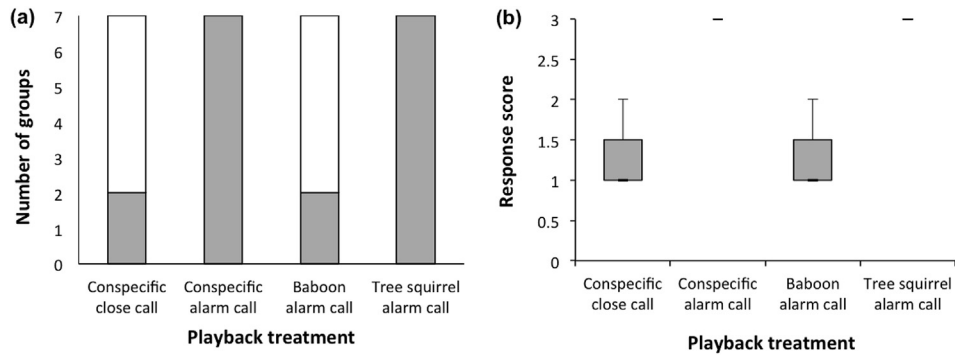 (a)
Number of groups
7
6
5
4
3
2
1
0
Conspecific
close call
Conspecific
alarm call
Baboon
alarm call
Tree squirrel
alarm call
Playback treatment
(b)
Response score
3
2.5
2
1.5
1
0.5
0
Conspecific
close call
Conspecific
alarm call
Baboon
alarm call
Tree squirrel
alarm call
Playback treatment